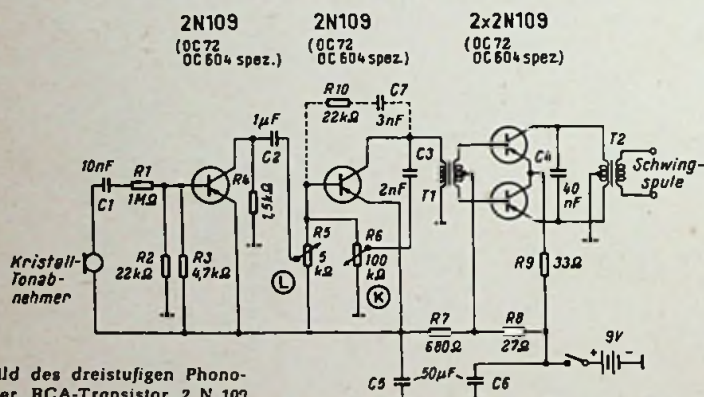 2N109
(OC72
OC604 spez.)
2N109
(OC72
OC604 spez.)
2x2N109
(OC72
OC604 spez.)
R10
22kΩ
C7
3nF
1µF
C2
10nF
C1
R1
1MΩ
R4
1,5kΩ
C3
2nF
T1
C4
40
nF
T2
Schwing-
spule
Kristall-
Tonab-
nehmer
R2
22kΩ
R3
4,7kΩ
R5
5
kΩ
L
R6
100
kΩ
K
R9
33Ω
R7
680Ω
R8
27Ω
9V
+
-
C5
50µF
C6
ld des dreistufigen Phono-
er RCA-Transistor 2 N 109